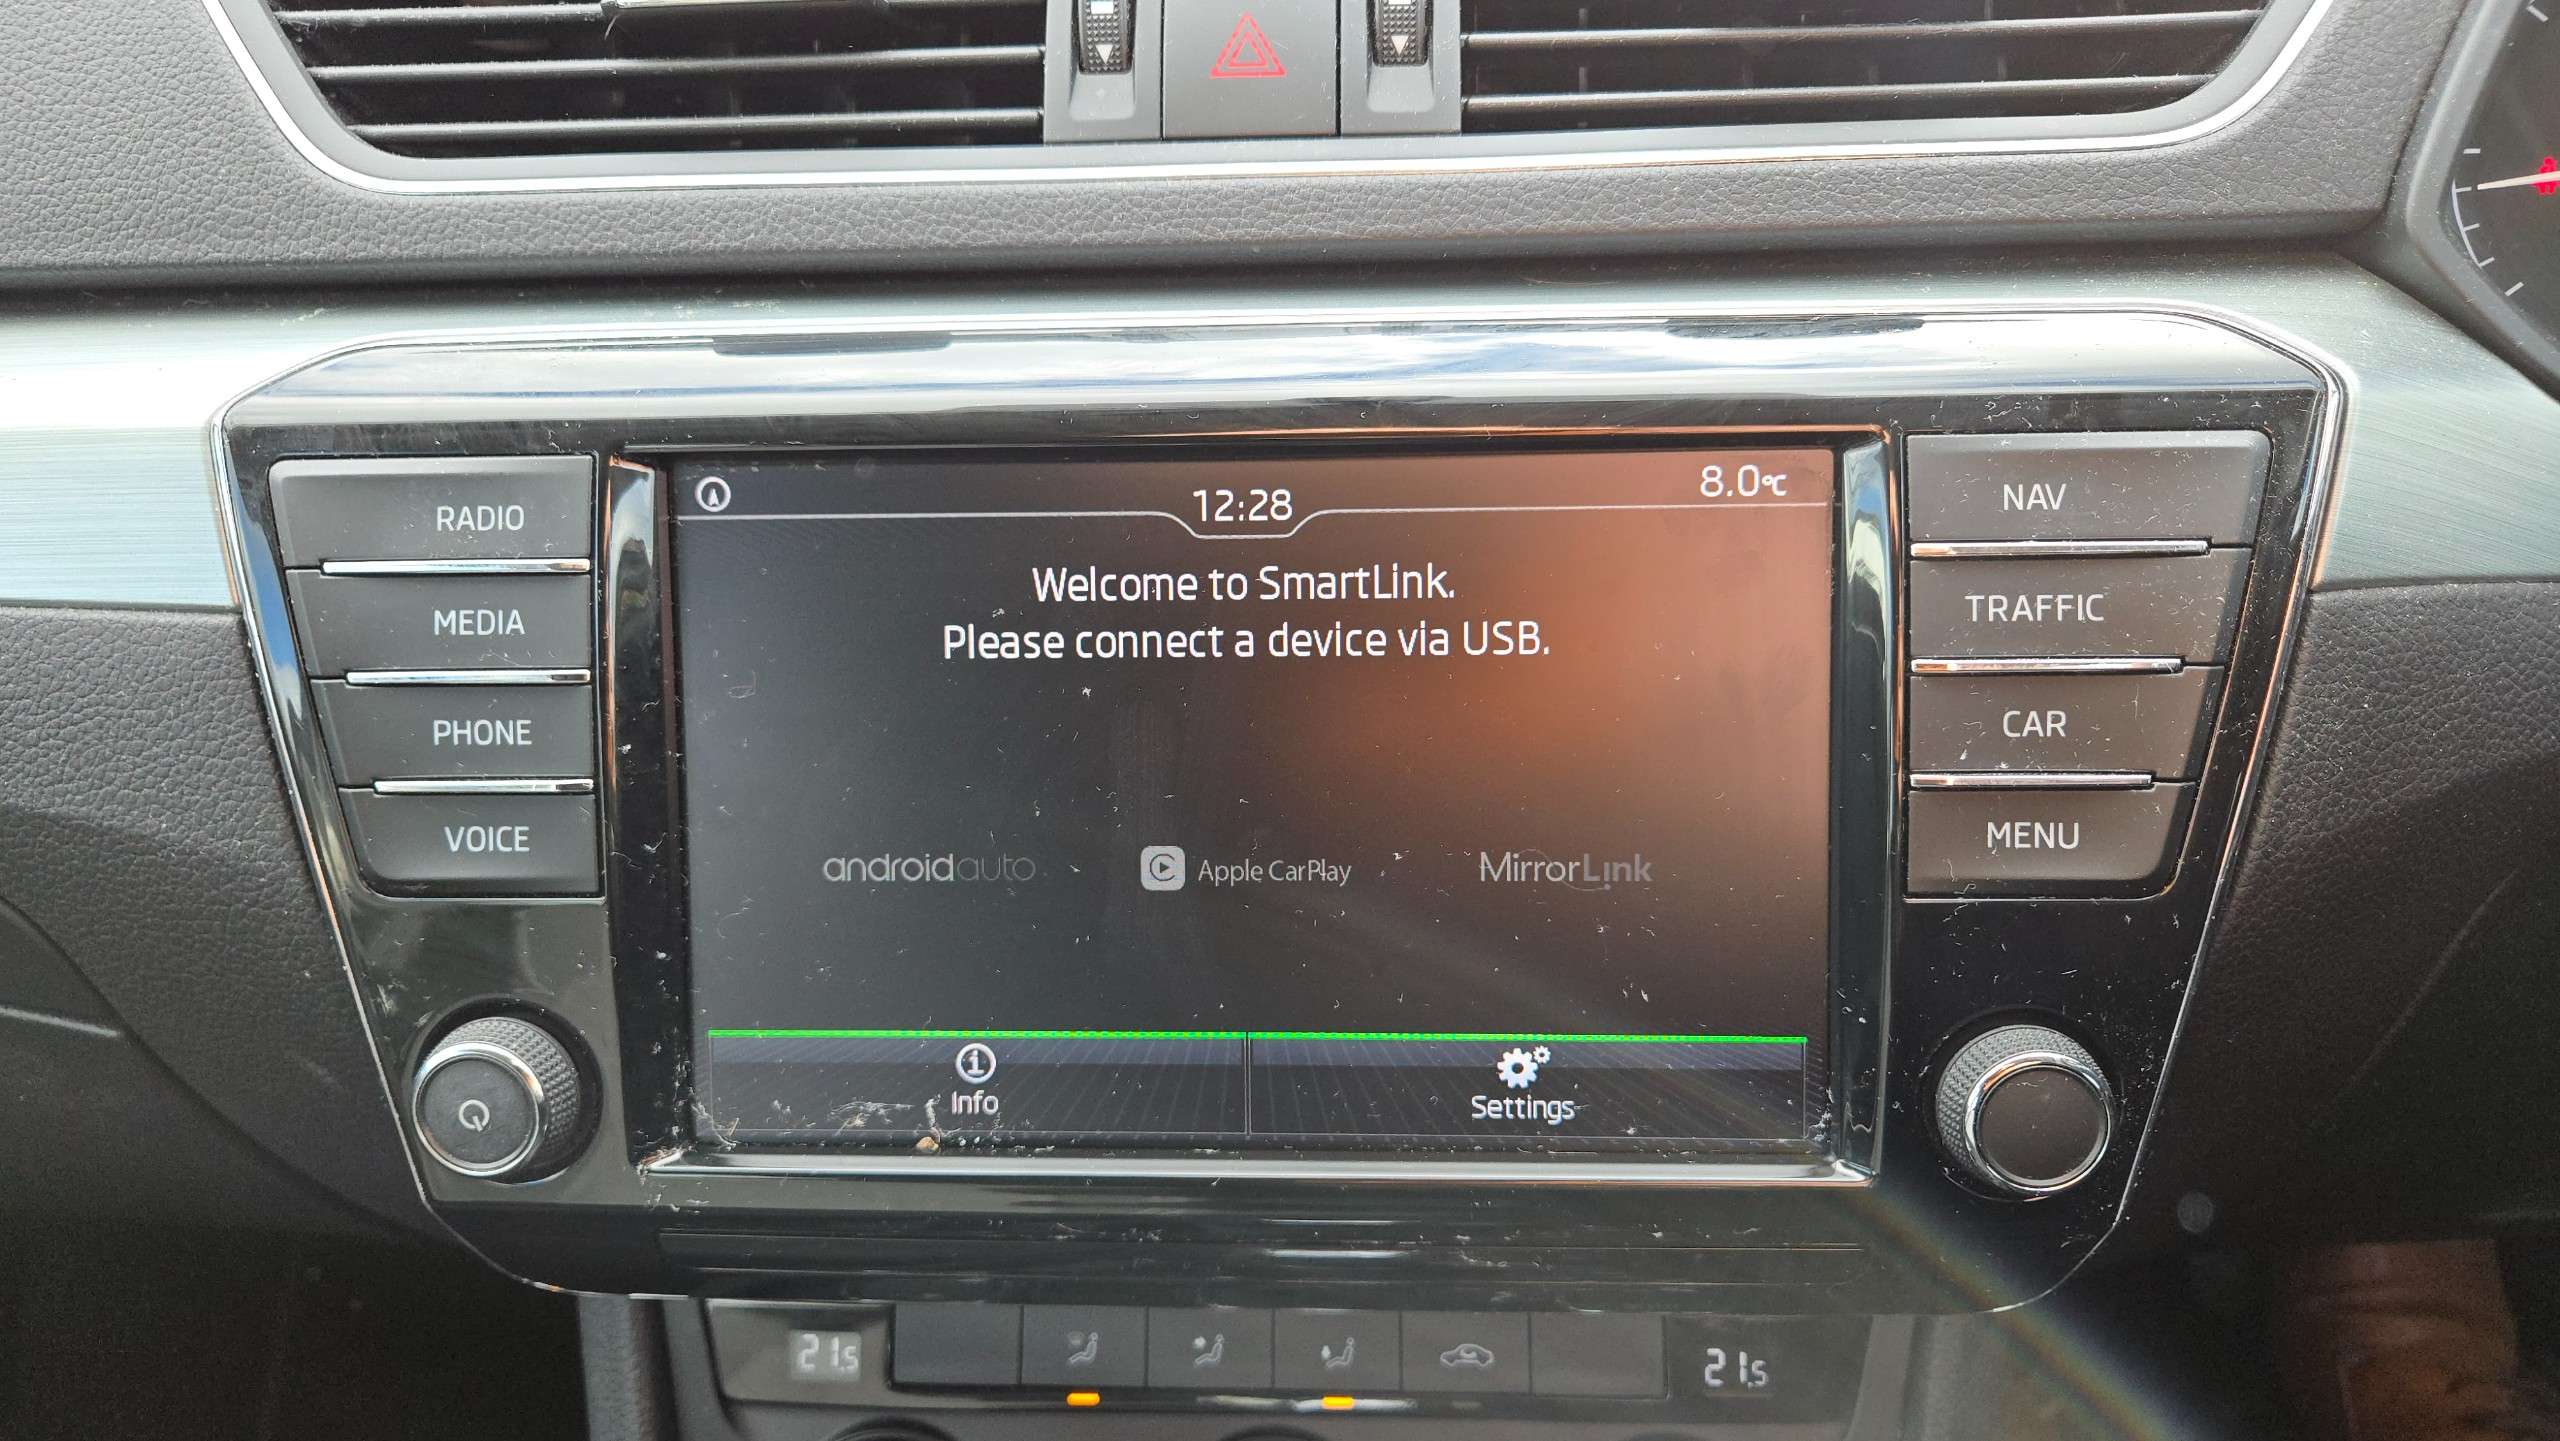 RADIO
MEDIA
PHONE
VOICE
12:28
8.0°C
Welcome to SmartLink.
Please connect a device via USB.
androidauto
Apple CarPlay
MirrorLink
Info
Settings
NAV
TRAFFIC
CAR
MENU
21.5
21.5